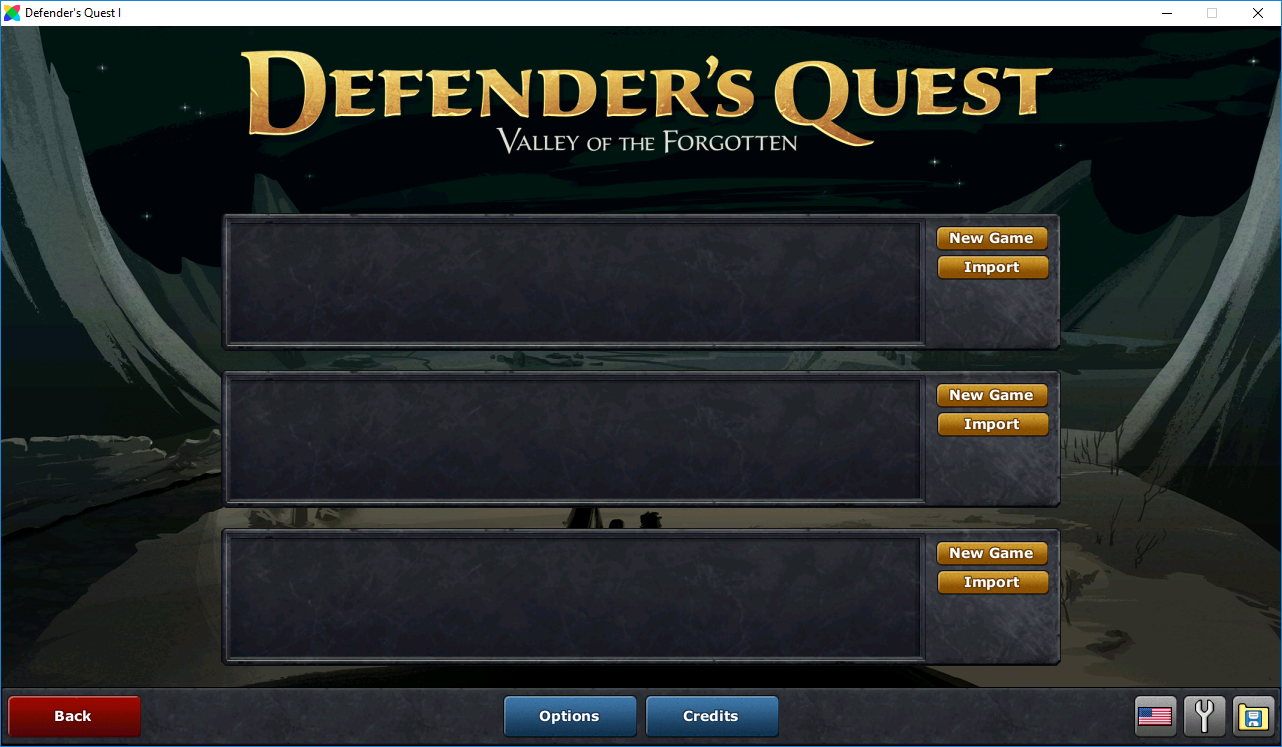 Defender's Quest I
DEFENDER'S QUEST
VALLEY OF THE FORGOTTEN
New Game
Import
New Game
Import
New Game
Import
Back
Options
Credits